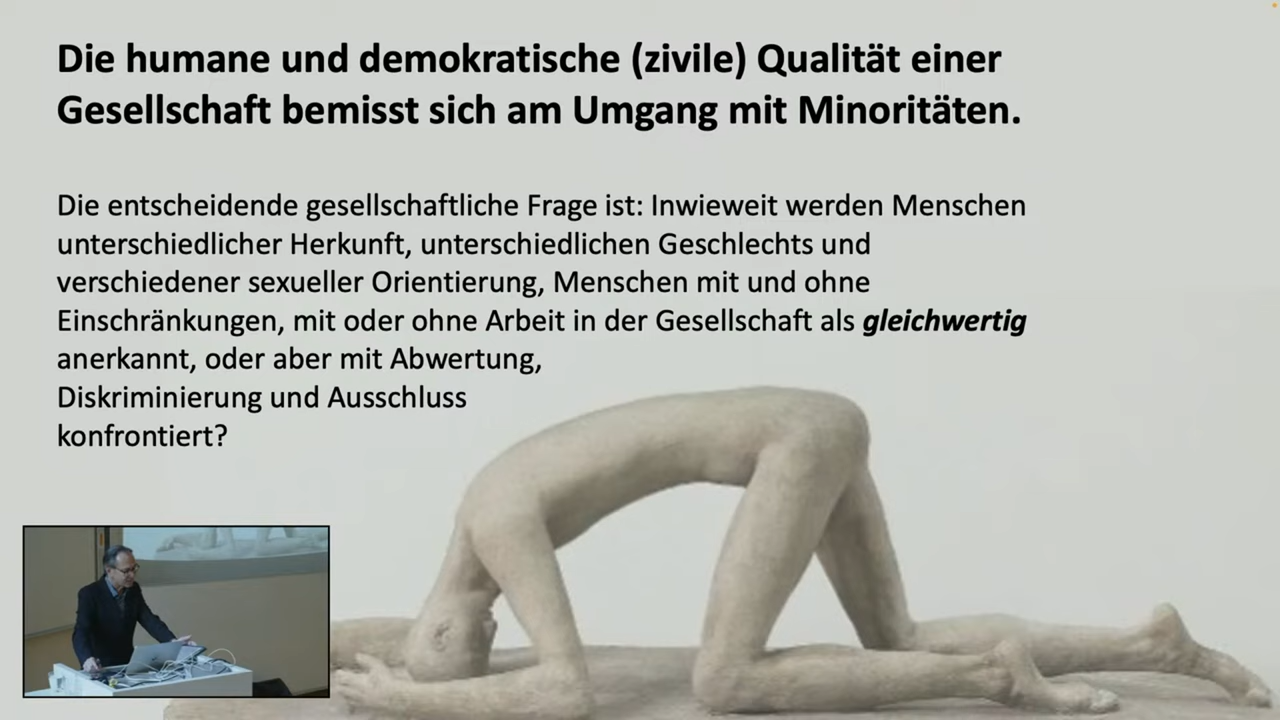 Die humane und demokratische (zivile) Qualität einer
Gesellschaft bemisst sich am Umgang mit Minoritäten.
Die entscheidende gesellschaftliche Frage ist: Inwieweit werden Menschen
unterschiedlicher Herkunft, unterschiedlichen Geschlechts und
verschiedener sexueller Orientierung, Menschen mit und ohne
Einschränkungen, mit oder ohne Arbeit in der Gesellschaft als gleichwertig
anerkannt, oder aber mit Abwertung,
Diskriminierung und Ausschluss
konfrontiert?